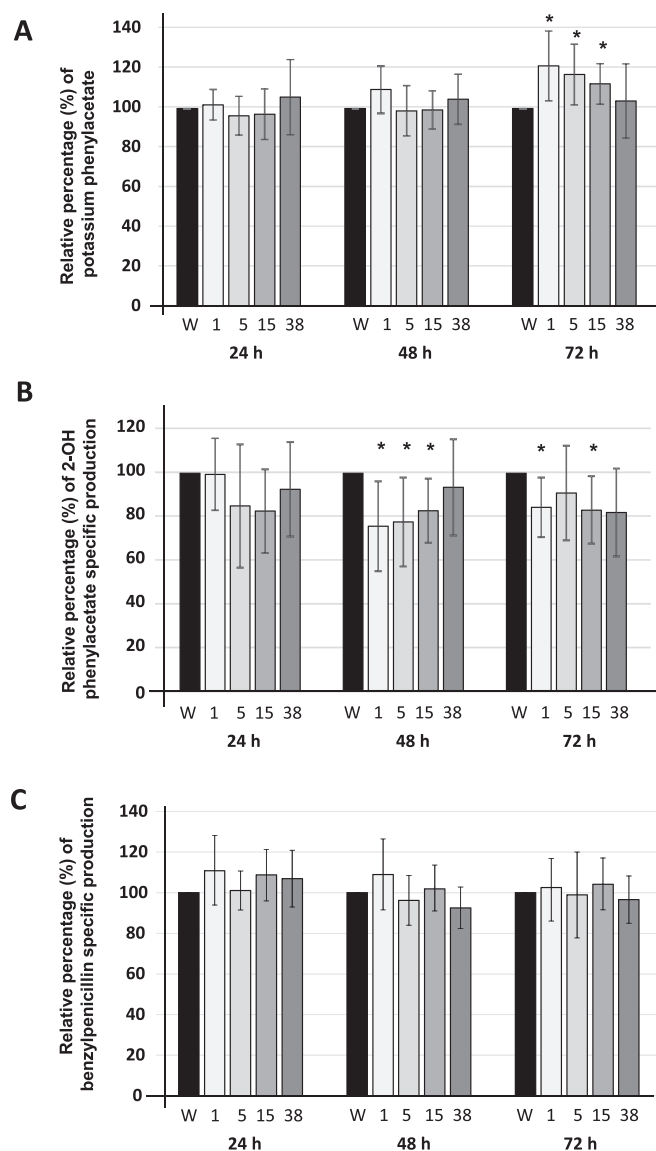 A
Relative percentage (%) of
potassium phenylacetate
140
120
100
80
60
40
20
0
* * *
W 1 5 15 38 W 1 5 15 38 W 1 5 15 38
24 h 48 h 72 h
B
Relative percentage (%) of 2-OH
phenylacetate specific production
120
100
80
60
40
20
0
* * * * *
W 1 5 15 38 W 1 5 15 38 W 1 5 15 38
24 h 48 h 72 h
C
Relative percentage (%) of
benzylpenicillin specific production
140
120
100
80
60
40
20
0
W 1 5 15 38 W 1 5 15 38 W 1 5 15 38
24 h 48 h 72 h